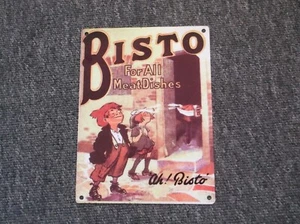 BISTO
For All
Meat Dishes
'Ah! Bisto'